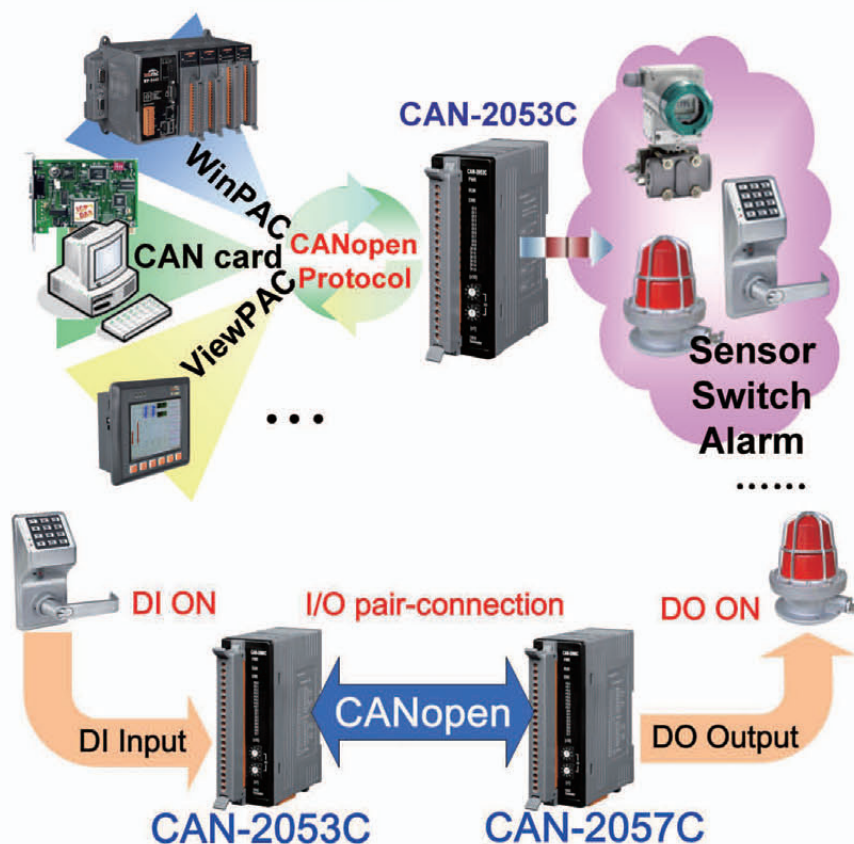 CAN-2053C
WinPAC
CAN card
ViewPAC
CANopen
Protocol
...
Sensor
Switch
Alarm
......
DI ON
I/O pair-connection
DO ON
DI Input
CANopen
DO Output
CAN-2053C
CAN-2057C